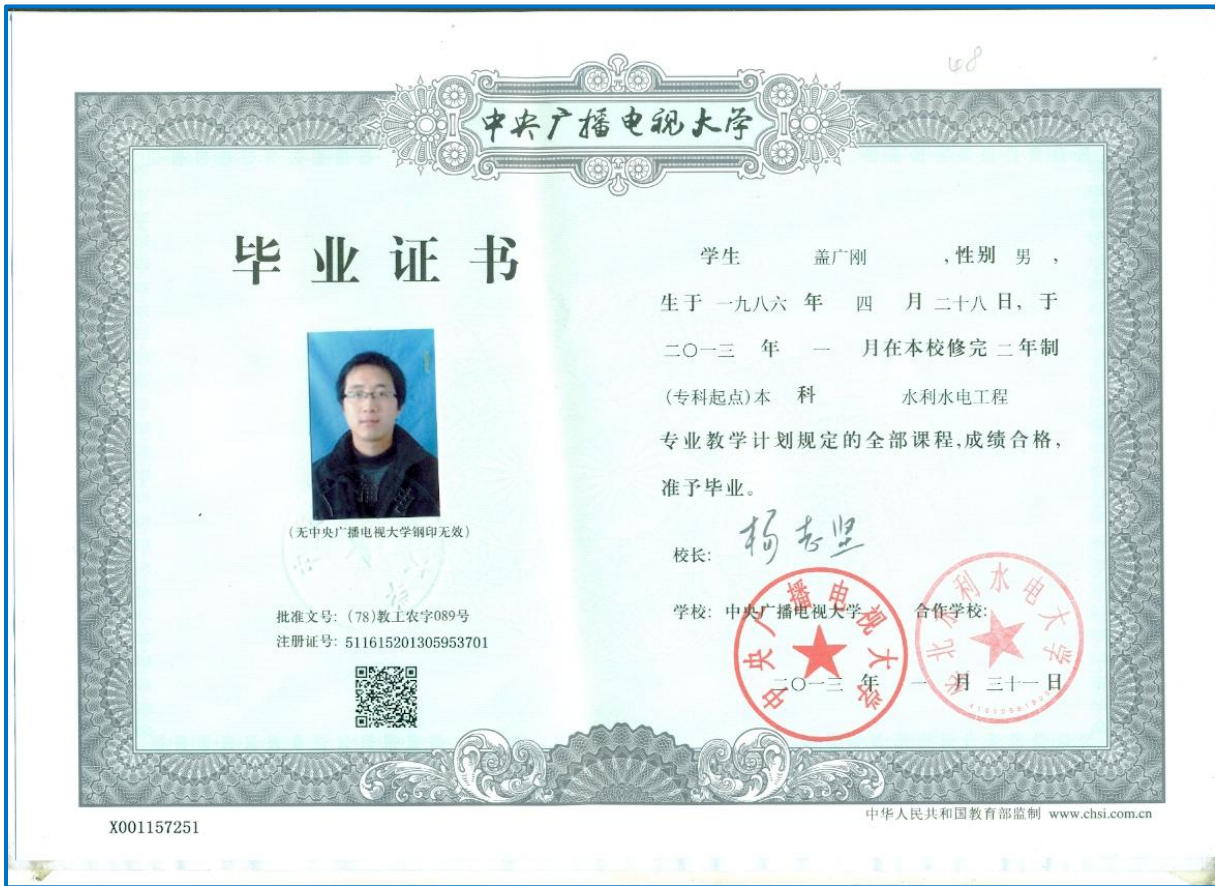 48
中央广播电视大学
毕业证书
(无中央广播电视大学钢印无效)
批准文号: (78)教工农字089号
注册证号: 511615201305953701
X001157251
学生 盖广刚 ,性别 男 ,
生于 一九八六 年 四 月 二十八 日, 于
二〇一三 年 一 月在本校修完 二 年制
(专科起点)本 科 水利水电工程
专业教学计划规定的全部课程,成绩合格,
准予毕业。
校长: 杨志坚
学校: 中央广播电视大学 合作学校:
中央广播电视大学
华北水利水电大学
二〇一三 年 一 月 三十一 日
中华人民共和国教育部监制 www.chsi.com.cn